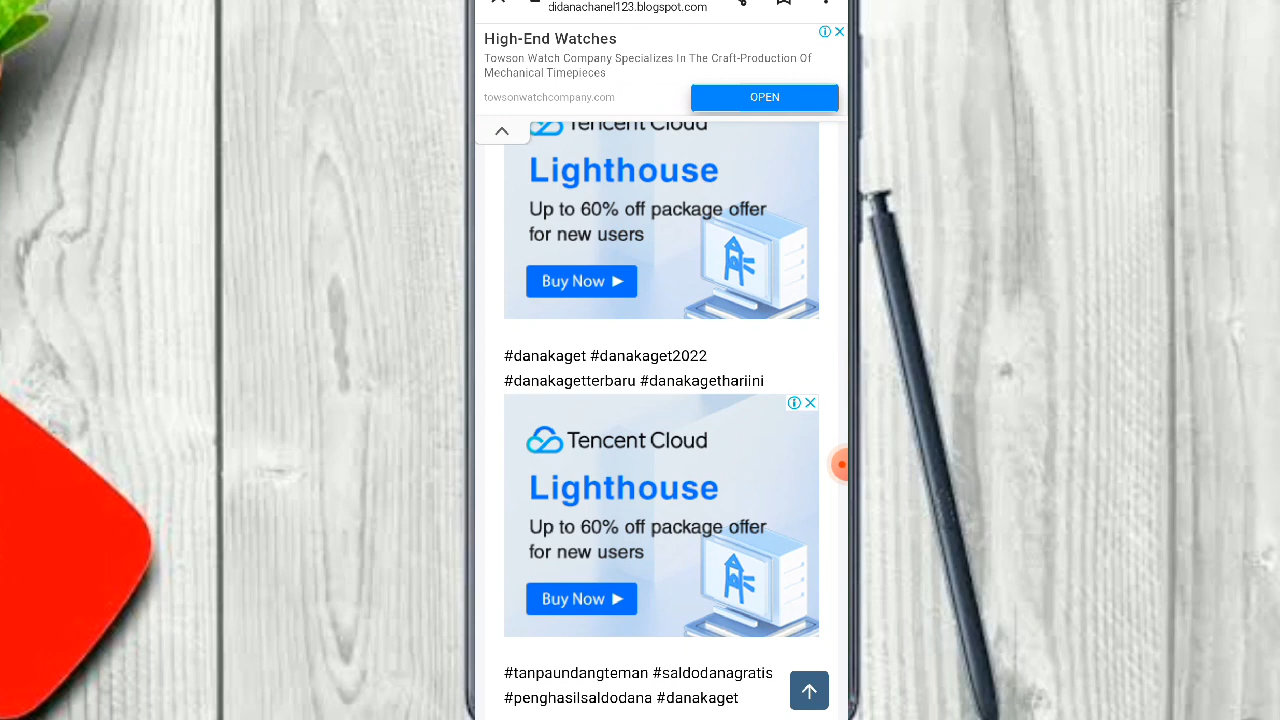 didanachanel123.blogspot.com
High-End Watches
Towson Watch Company Specializes In The Craft-Production Of
Mechanical Timepieces
towsonwatchcompany.com
OPEN
Tencent Cloud
Lighthouse
Up to 60% off package offer
for new users
Buy Now
#danakaget #danakaget2022
#danakagetterbaru #danakagethariini
Tencent Cloud
Lighthouse
Up to 60% off package offer
for new users
Buy Now
#tanpaundangteman #saldodanagratis
#penghasilsaldodana #danakaget